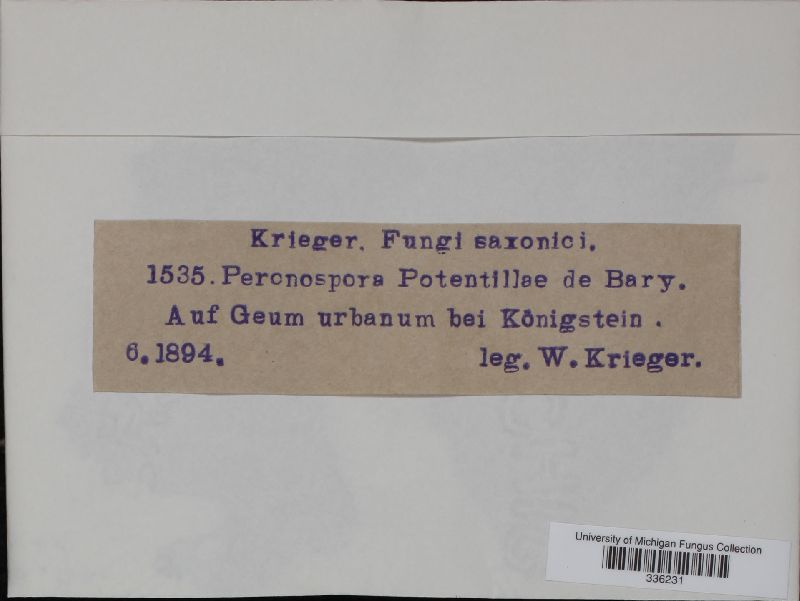 Krieger. Fungi saxonici.
1535. Peronospora Potentillae de Bary.
Auf Geum urbanum bei Königstein.
6. 1894. leg. W. Krieger.
University of Michigan Fungus Collection
336231